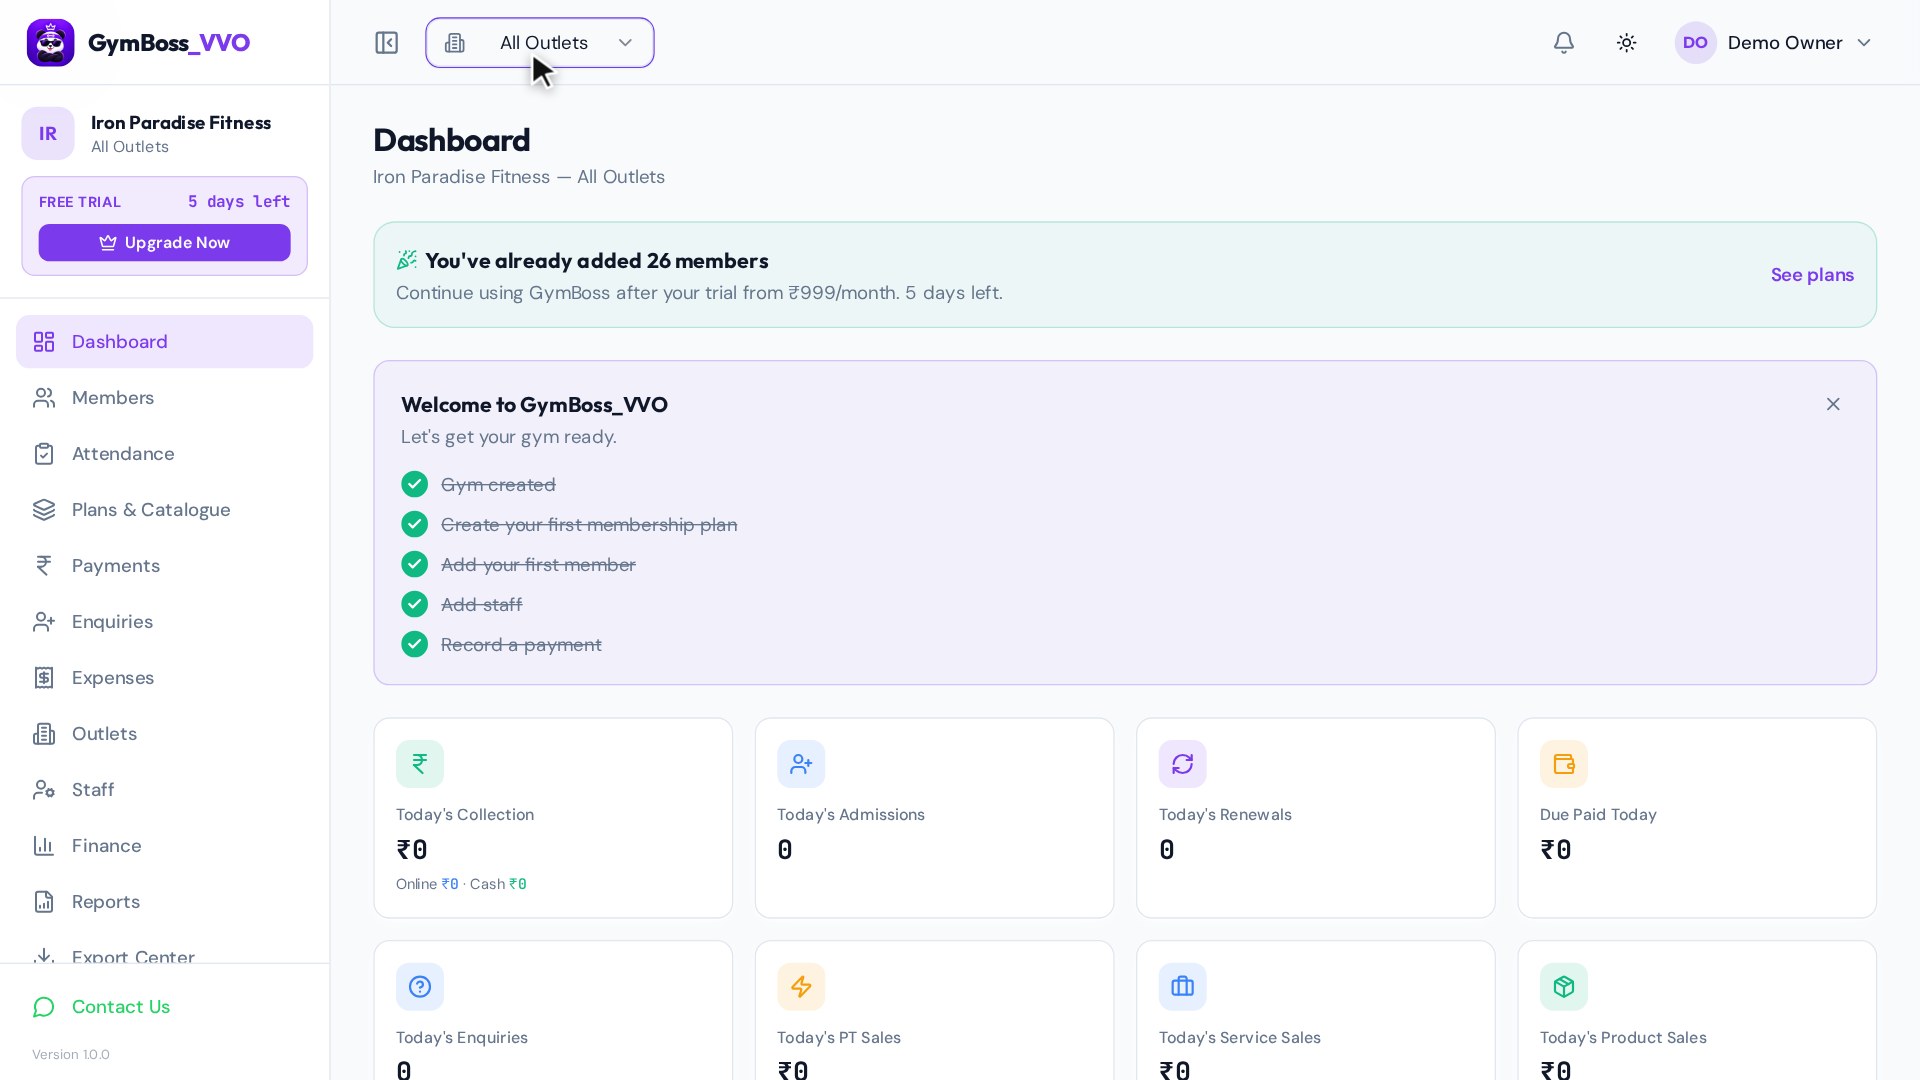 GymBoss_VVO
All Outlets
DO
Demo Owner
IR
Iron Paradise Fitness
All Outlets
FREE TRIAL
5 days left
Upgrade Now
Dashboard
Members
Attendance
Plans & Catalogue
Payments
Enquiries
Expenses
Outlets
Staff
Finance
Reports
Export Center
Contact Us
Version 1.0.0
Dashboard
Iron Paradise Fitness — All Outlets
You've already added 26 members
Continue using GymBoss after your trial from ₹999/month. 5 days left.
See plans
Welcome to GymBoss_VVO
Let's get your gym ready.
Gym created
Create your first membership plan
Add your first member
Add staff
Record a payment
Today's Collection
₹0
Online ₹0 · Cash ₹0
Today's Admissions
0
Today's Renewals
0
Due Paid Today
₹0
Today's Enquiries
0
Today's PT Sales
₹0
Today's Service Sales
₹0
Today's Product Sales
₹0